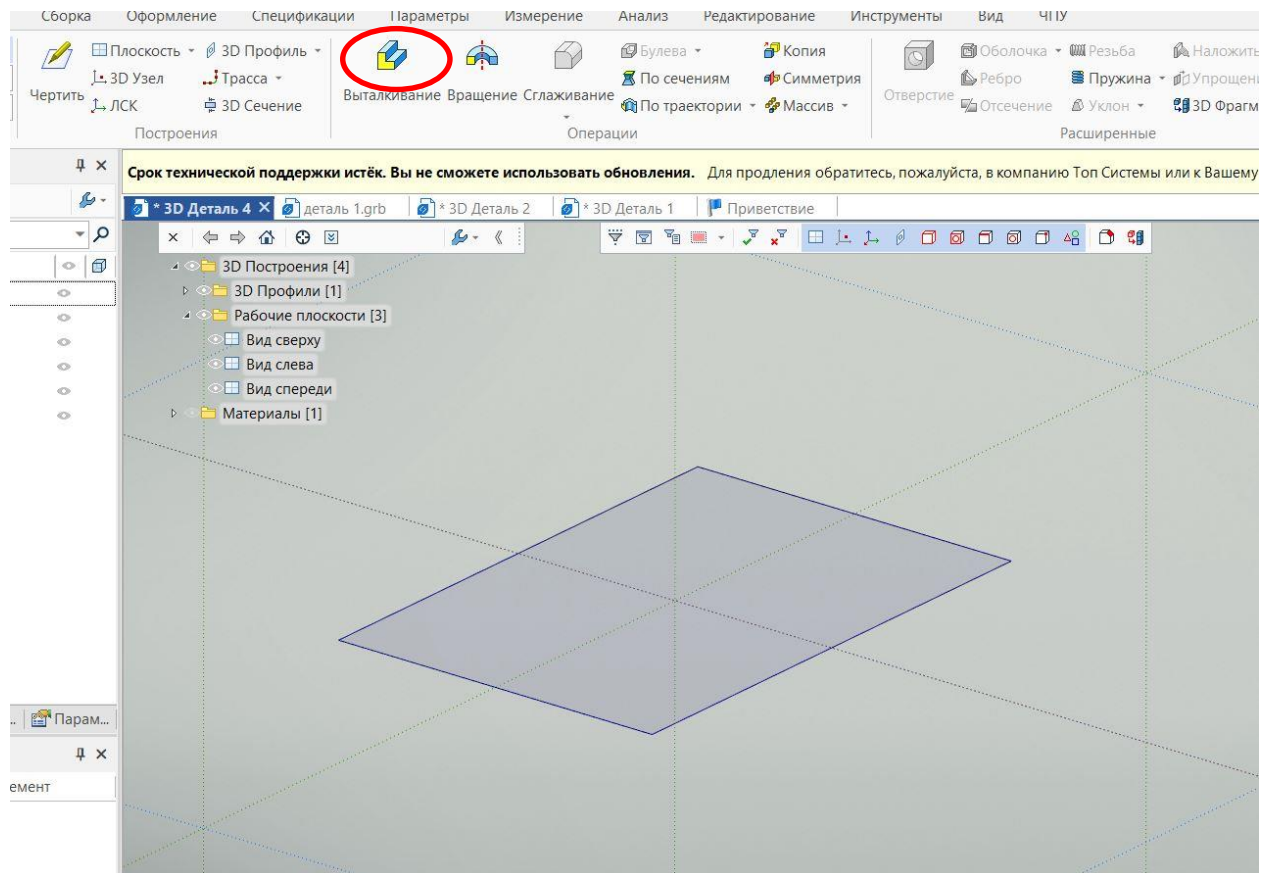 Сборка Оформление Спецификации Параметры Измерение Анализ Редактирование Инструменты Вид ЧПУ
Плоскость 3D Профиль Булева Копия Оболочка Резьба Наложить
3D Узел Трасса По сечениям Симметрия Ребро Пружина Упрощени
Чертить Выталкивание Вращение Сглаживание Отверстие
ЛСК 3D Сечение По траектории Массив Отсечение Уклон 3D Фрагм
Построения Операции Расширенные
Срок технической поддержки истёк. Вы не сможете использовать обновления. Для продления обратитесь, пожалуйста, в компанию Топ Системы или к Вашему
* 3D Деталь 4 деталь 1.grb * 3D Деталь 2 * 3D Деталь 1 Приветствие
3D Построения [4]
3D Профили [1]
Рабочие плоскости [3]
Вид сверху
Вид слева
Вид спереди
Материалы [1]
... Парам...
емент